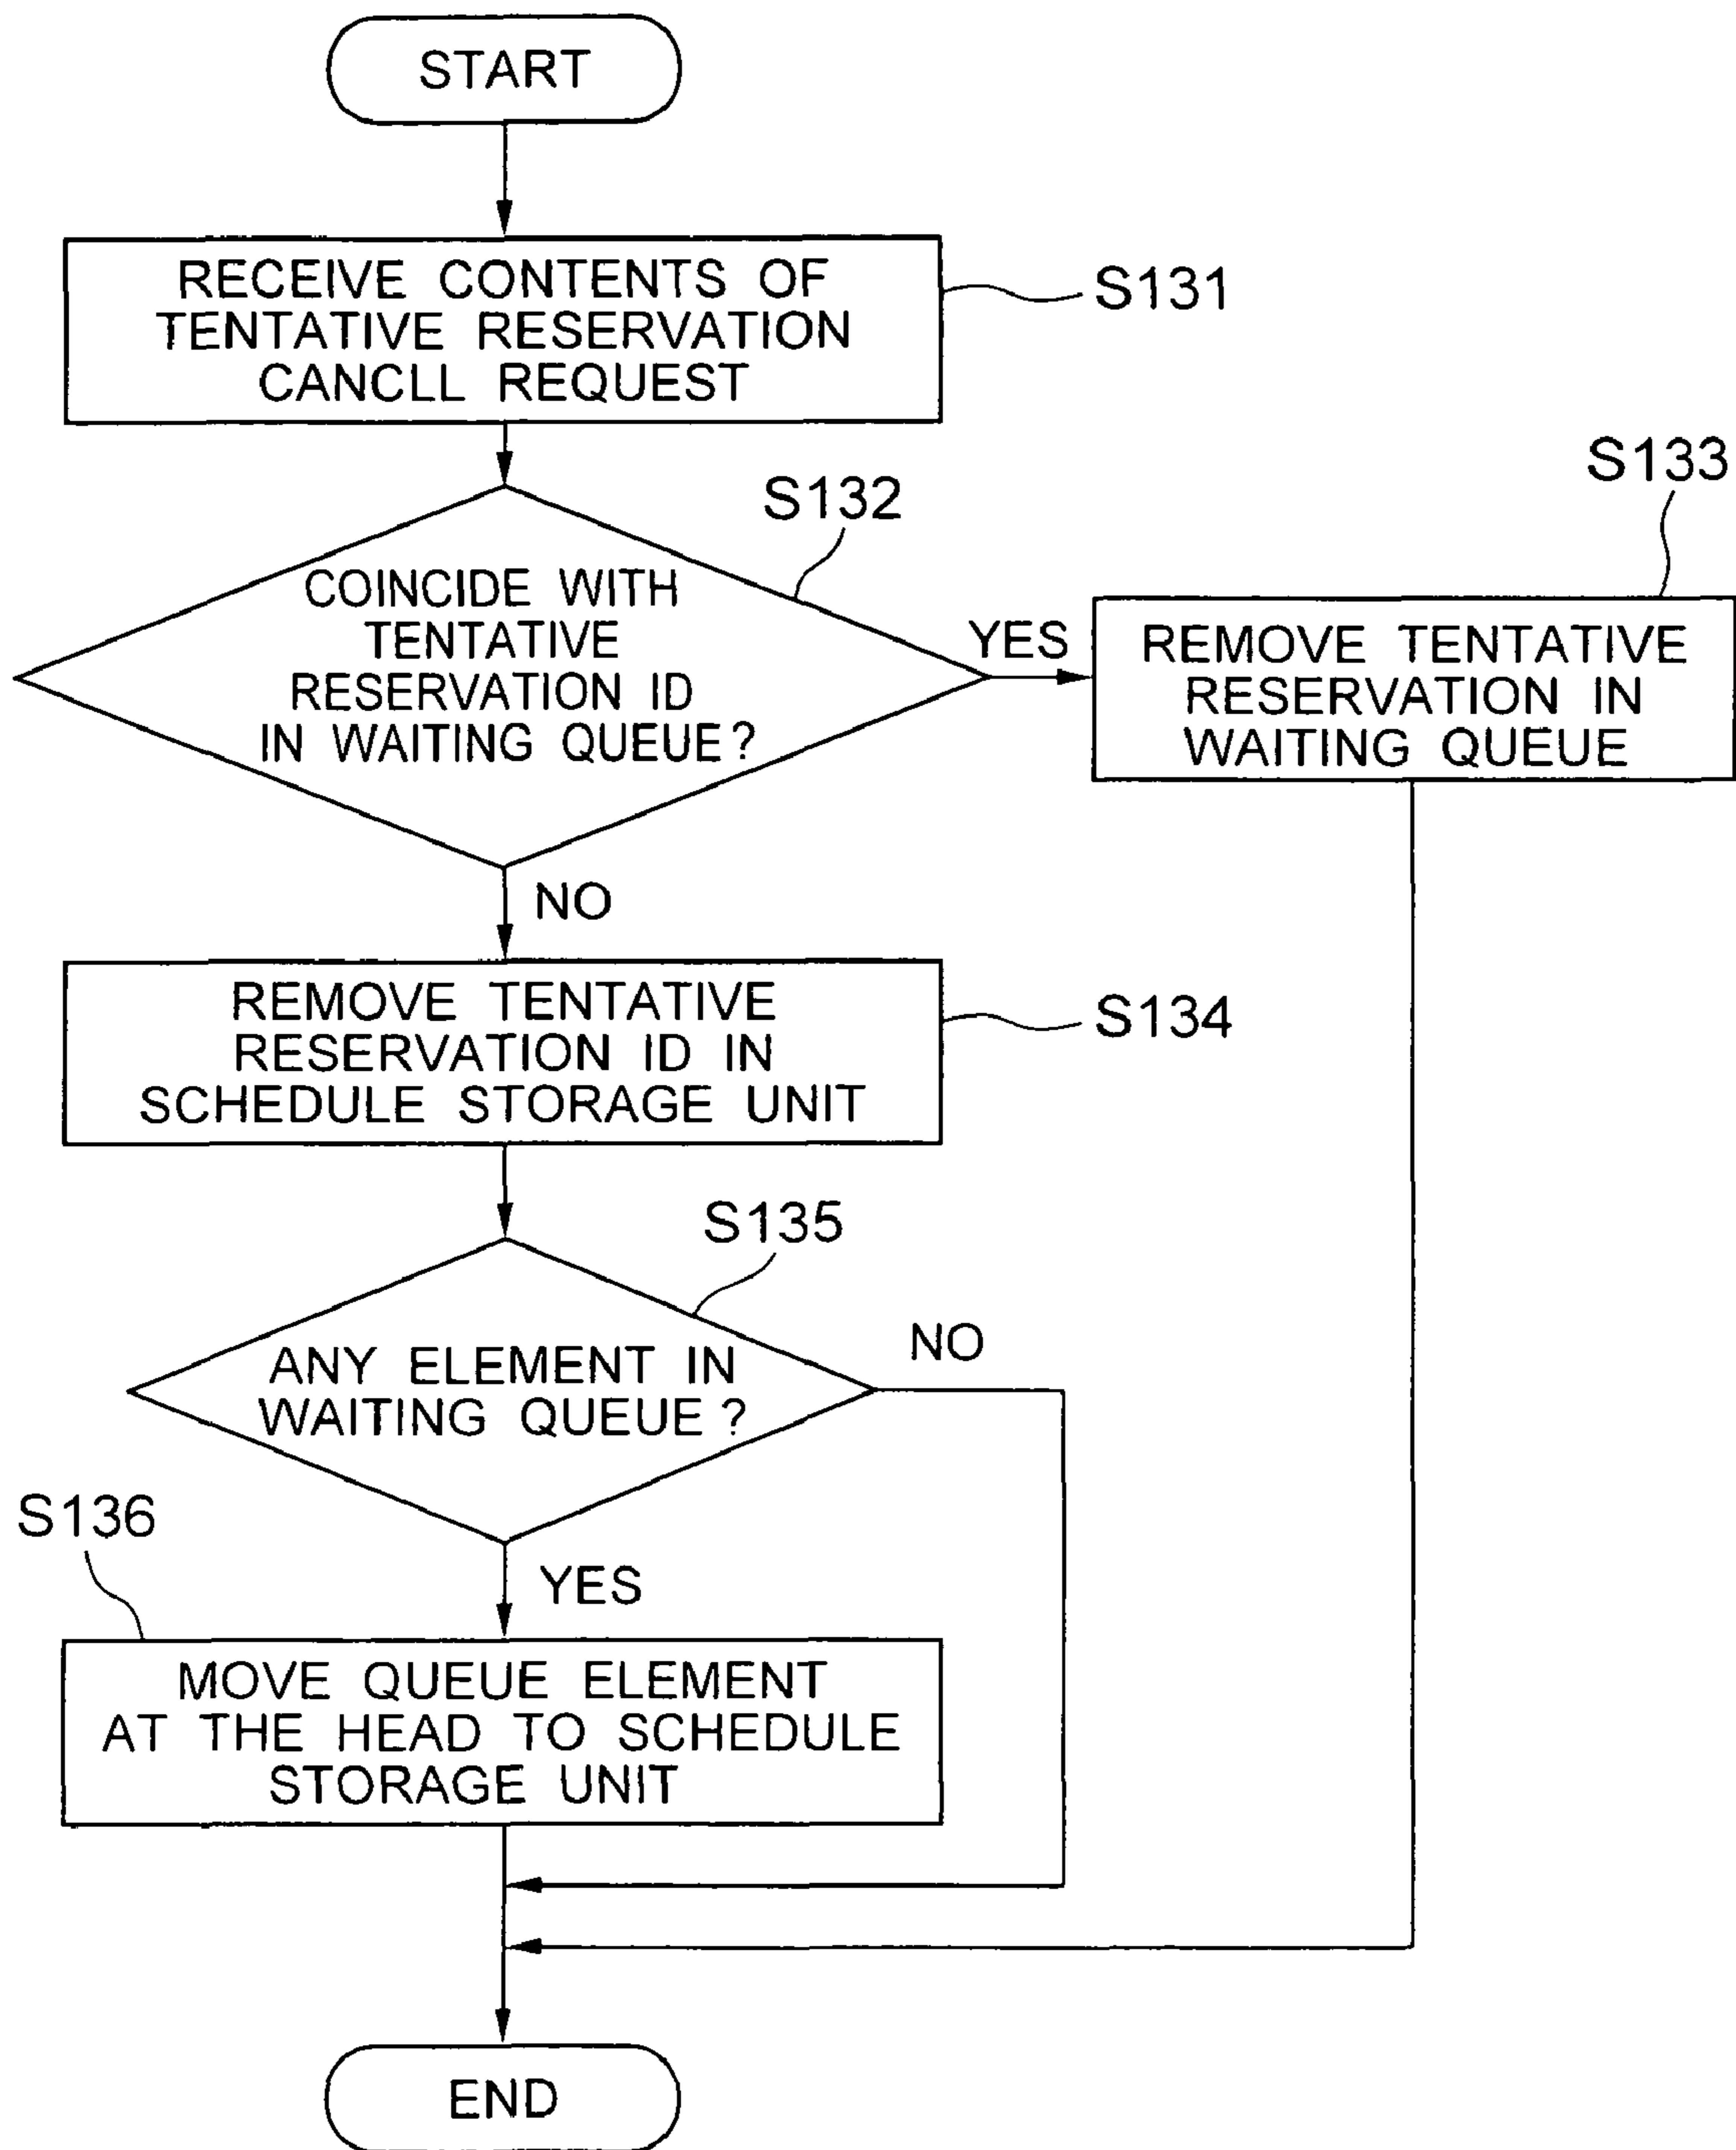 START
RECEIVE CONTENTS OF
TENTATIVE RESERVATION
CANCLL REQUEST
S131
S132
COINCIDE WITH
TENTATIVE
RESERVATION ID
IN WAITING QUEUE?
YES
S133
REMOVE TENTATIVE
RESERVATION IN
WAITING QUEUE
NO
REMOVE TENTATIVE
RESERVATION ID IN
SCHEDULE STORAGE UNIT
S134
S135
ANY ELEMENT IN
WAITING QUEUE?
NO
S136
YES
MOVE QUEUE ELEMENT
AT THE HEAD TO SCHEDULE
STORAGE UNIT
END